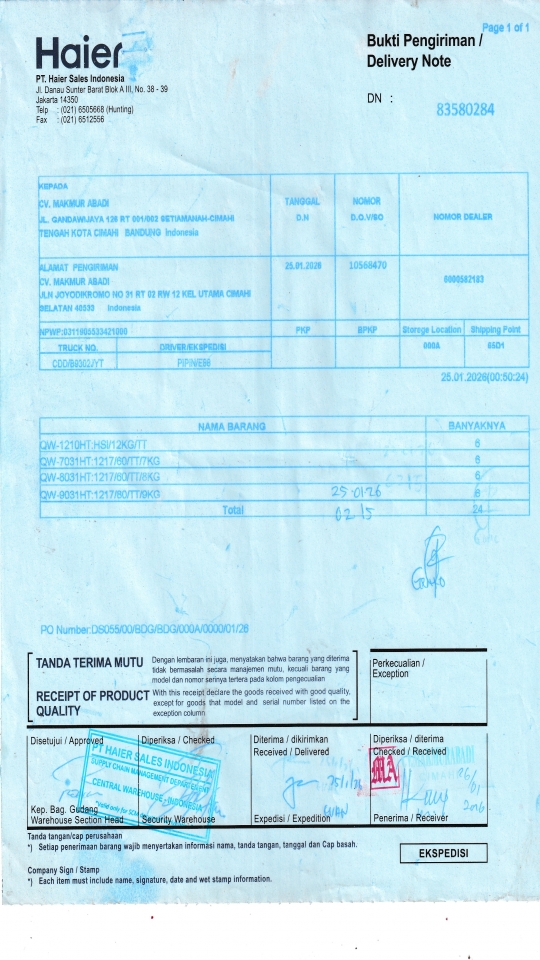 Page 1 of 1
Haier
Bukti Pengiriman /
Delivery Note
PT. Haier Sales Indonesia
Jl. Danau Sunter Barat Blok A III, No. 38 - 39
Jakarta 14350
Telp : (021) 6505668 (Hunting)
Fax : (021) 6512556
DN :
83580284
KEPADA
CV. MAKMUR ABADI
JL. GANDAWIJAYA 126 RT 001/002 SETIAMANAH-CIMAHI
TENGAH KOTA CIMAHI BANDUNG Indonesia
TANGGAL
D.N
NOMOR
D.O./SO
NOMOR DEALER
ALAMAT PENGIRIMAN
CV. MAKMUR ABADI
JLN JOYODIKROMO NO 31 RT 02 RW 12 KEL UTAMA CIMAHI
SELATAN 40533 Indonesia
25.01.2026
10568470
NPWP:
PKP
BPKP
Storege Location
Shipping Point
TRUCK NO.
DRIVER/EKSPEDISI
000A
65D1
25.01.2026(00:50:24)
NAMA BARANG
BANYAKNYA
QW-1210HT:HSI/12KG/TT
6
QW-7031HT:1217/60/TT/7KG
6
QW-8031HT:1217/60/TT/8KG
6
QW-9031HT:1217/80/TT/9KG
6
25-01-26
Total
24
02.15
PO Number:DS055/00/BDG/BDG/000A/0000/01/26
TANDA TERIMA MUTU
Dengan lembaran ini juga, menyatakan bahwa barang yang diterima
tidak bermasalah secara manajemen mutu, kecuali barang yang
model dan nomor serinya tertera pada kolom pengecualian
RECEIPT OF PRODUCT
QUALITY
With this receipt declare the goods received with good quality,
except for goods that model and serial number listed on the
exception column
Perkecualian /
Exception
Disetujui / Approved
Diperiksa / Checked
Diterima / dikirimkan
Received / Delivered
Diperiksa / diterima
Checked / Received
PT HAIER SALES INDONESIA
SUPPLY CHAIN MANAGEMENT DEPARTMENT
CENTRAL WAREHOUSE - INDONESIA
MA
Kep. Bag. Gudang
Warehouse Section Head
Security Warehouse
Expedisi / Expedition
Penerima / Receiver
Tanda tangan/cap perusahaan
*) Setiap penerimaan barang wajib menyertakan informasi nama, tanda tangan, tanggal dan Cap basah.
EKSPEDISI
Company Sign / Stamp
*) Each item must include name, signature, date and wet stamp information.